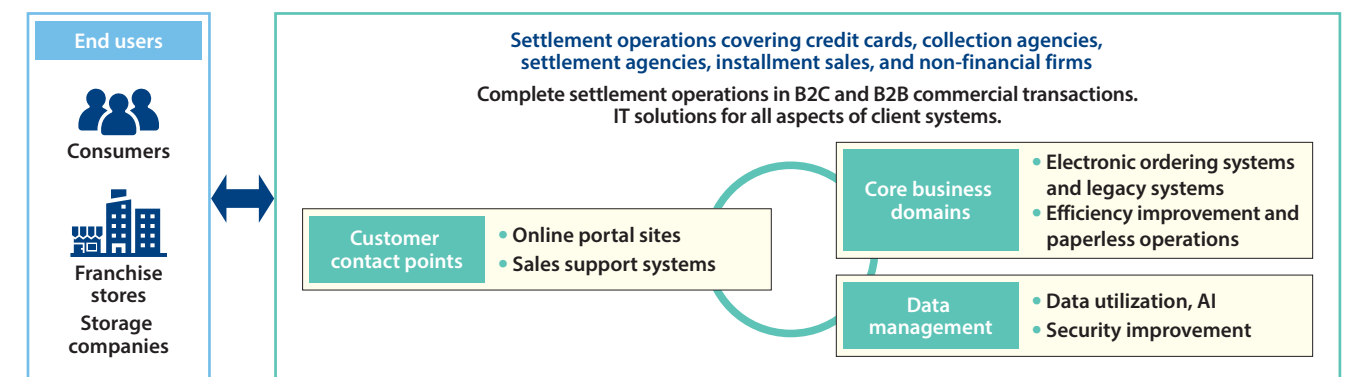 End users
Consumers
Franchise
stores
Storage
companies
Settlement operations covering credit cards, collection agencies,
settlement agencies, installment sales, and non-financial firms
Complete settlement operations in B2C and B2B commercial transactions.
IT solutions for all aspects of client systems.
Customer
contact points
• Online portal sites
• Sales support systems
Core business
domains
• Electronic ordering systems
and legacy systems
• Efficiency improvement and
paperless operations
Data
management
• Data utilization, AI
• Security improvement